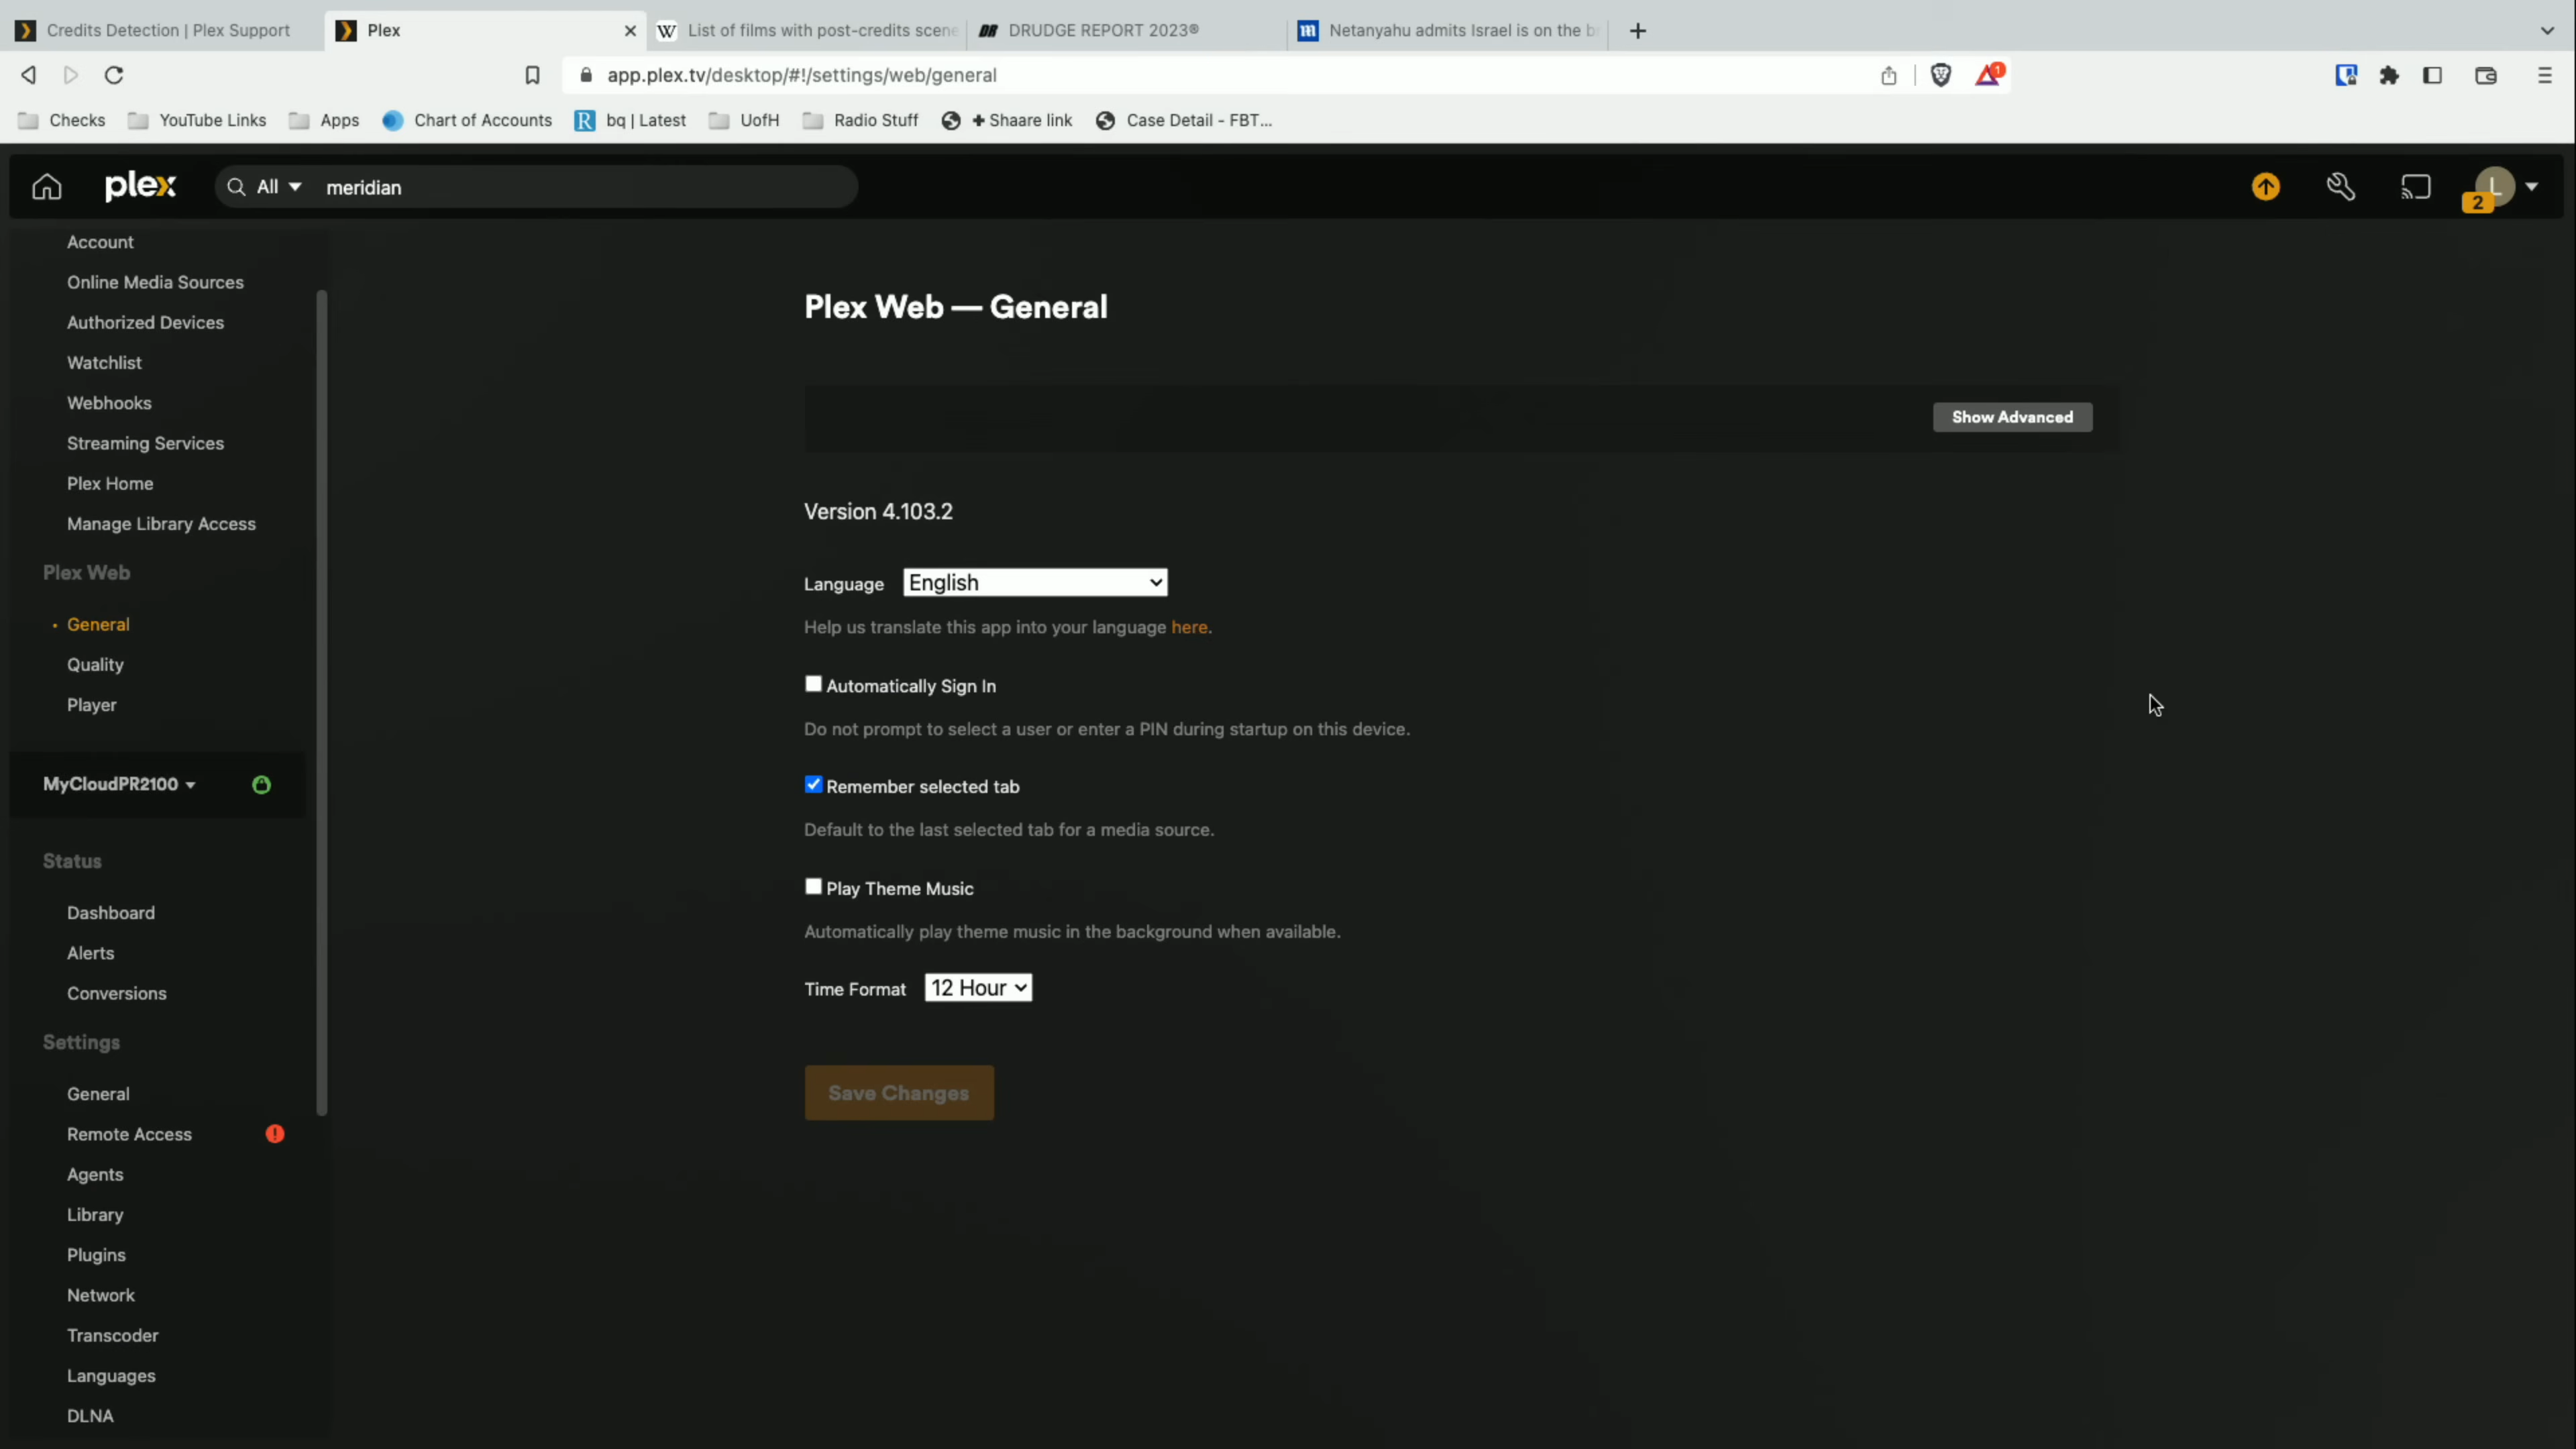 Credits Detection | Plex Support
Plex
List of films with post-credits scene
DRUDGE REPORT 2023®
Netanyahu admits Israel is on the b
app.plex.tv/desktop/#!/settings/web/general
1
Checks
YouTube Links
Apps
Chart of Accounts
R bq | Latest
UofH
Radio Stuff
+ Shaare link
Case Detail - FBT...
plex
All
meridian
L
2
Account
Online Media Sources
Authorized Devices
Watchlist
Webhooks
Streaming Services
Plex Home
Manage Library Access
Plex Web
General
Quality
Player
MyCloudPR2100
Status
Dashboard
Alerts
Conversions
Settings
General
Remote Access
Agents
Library
Plugins
Network
Transcoder
Languages
DLNA
Plex Web — General
Show Advanced
Version 4.103.2
Language English
Help us translate this app into your language here.
Automatically Sign In
Do not prompt to select a user or enter a PIN during startup on this device.
Remember selected tab
Default to the last selected tab for a media source.
Play Theme Music
Automatically play theme music in the background when available.
Time Format 12 Hour
Save Changes